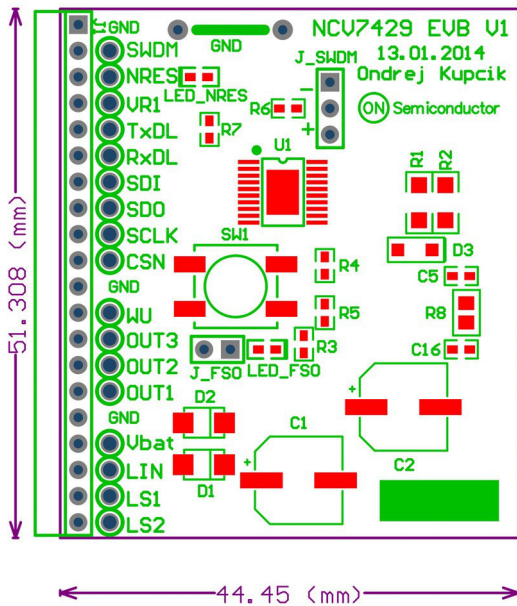 J1 GND
NCV7429 EVB V1
13.01.2014
Ondrej Kupcik
ON Semiconductor
GND
SWDM
NRES
VR1
TxDL
RxDL
SDI
SDO
SCLK
CSN
GND
WU
OUT3
OUT2
OUT1
GND
Vbat
LIN
LS1
LS2
LED_NRES
J_SWDM
-
+
R6
R7
U1
R1
R2
SW1
D3
R4
C5
R5
R8
R3
C16
J_FSO
LED_FSO
D2
C1
D1
C2
51.308 (mm)
44.45 (mm)
+
+